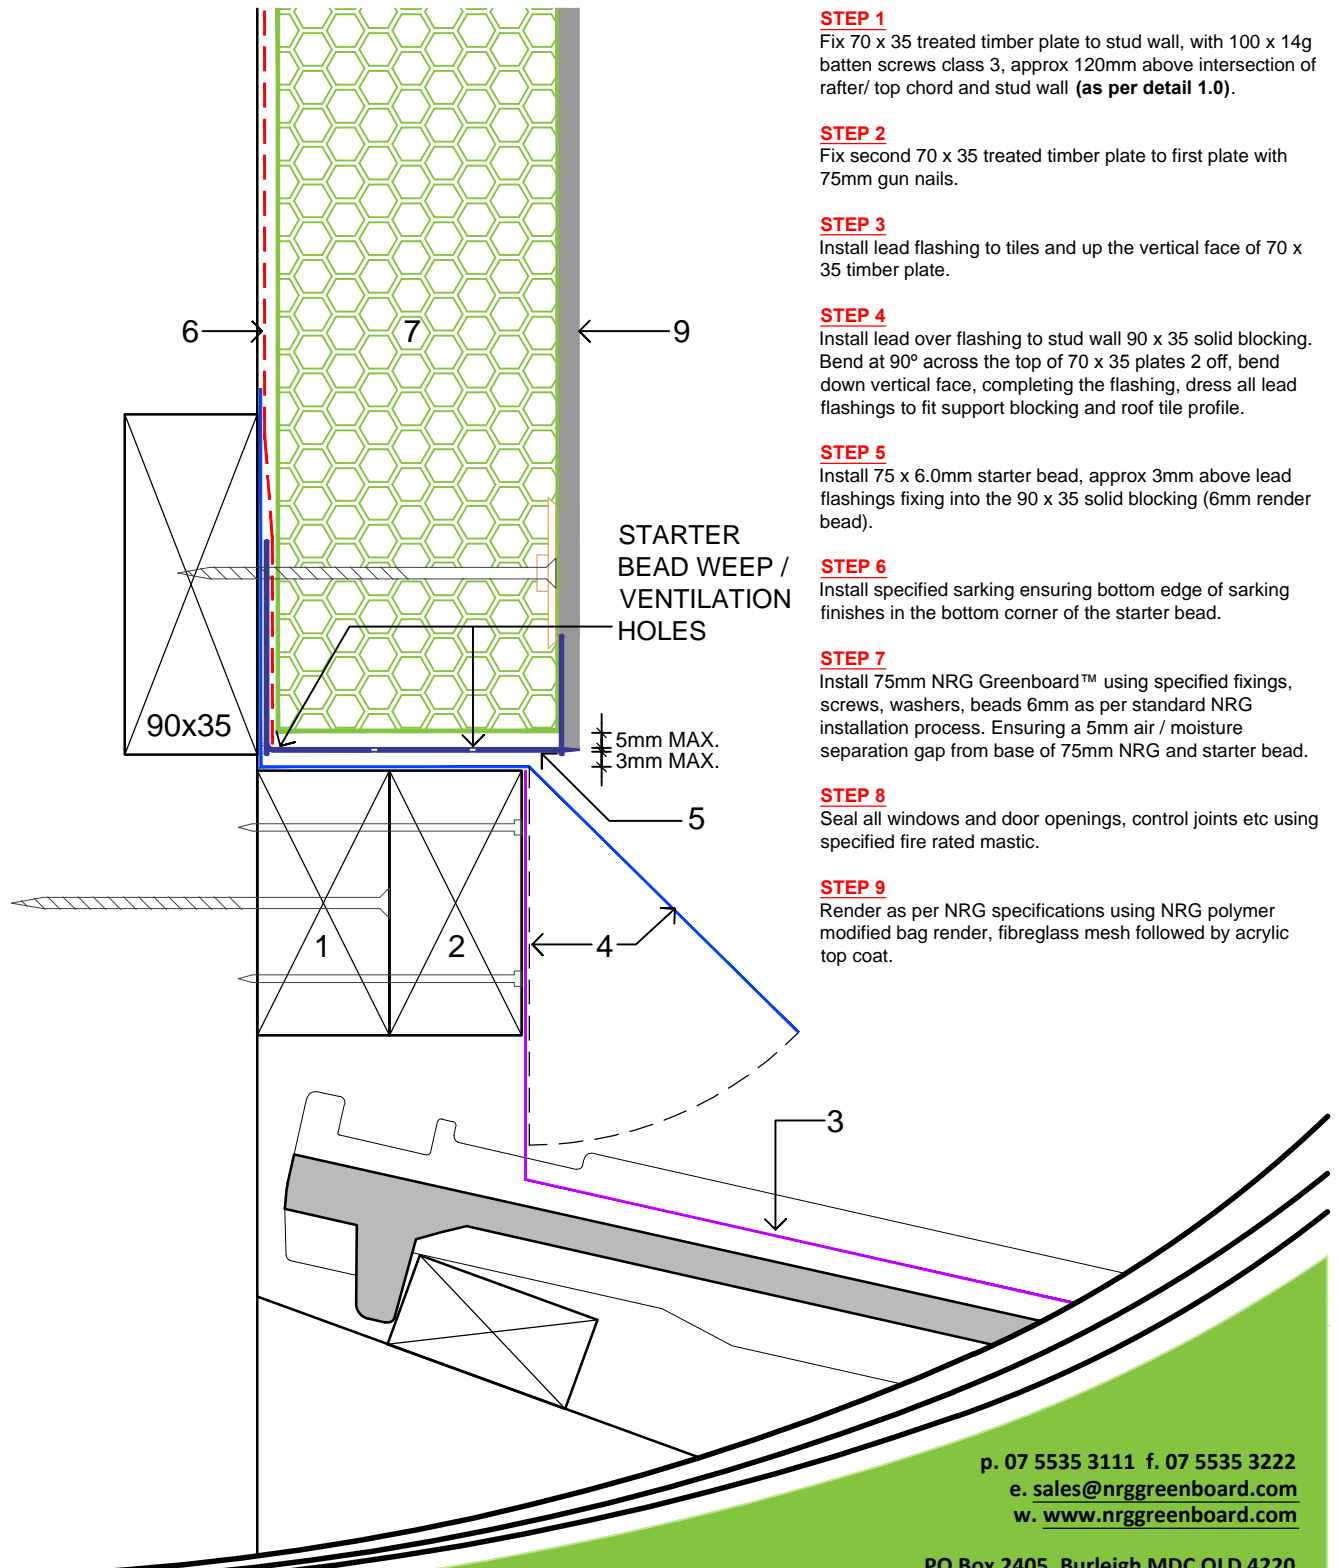 STEP 1
Fix 70 x 35 treated timber plate to stud wall, with 100 x 14g
batten screws class 3, approx 120mm above intersection of
rafter/ top chord and stud wall (as per detail 1.0).
STEP 2
Fix second 70 x 35 treated timber plate to first plate with
75mm gun nails.
STEP 3
Install lead flashing to tiles and up the vertical face of 70 x
35 timber plate.
STEP 4
Install lead over flashing to stud wall 90 x 35 solid blocking.
Bend at 90º across the top of 70 x 35 plates 2 off, bend
down vertical face, completing the flashing, dress all lead
flashings to fit support blocking and roof tile profile.
STEP 5
Install 75 x 6.0mm starter bead, approx 3mm above lead
flashings fixing into the 90 x 35 solid blocking (6mm render
bead).
STEP 6
Install specified sarking ensuring bottom edge of sarking
finishes in the bottom corner of the starter bead.
STEP 7
Install 75mm NRG Greenboard™ using specified fixings,
screws, washers, beads 6mm as per standard NRG
installation process. Ensuring a 5mm air / moisture
separation gap from base of 75mm NRG and starter bead.
STEP 8
Seal all windows and door openings, control joints etc using
specified fire rated mastic.
STEP 9
Render as per NRG specifications using NRG polymer
modified bag render, fibreglass mesh followed by acrylic
top coat.
6
7
9
STARTER
BEAD WEEP /
VENTILATION
HOLES
90x35
5mm MAX.
3mm MAX.
5
1
2
4
3
p. 07 5535 3111 f. 07 5535 3222
e. sales@nrggreenboard.com
w. www.nrggreenboard.com
PO Box 2405, Burleigh MDC QLD 4220